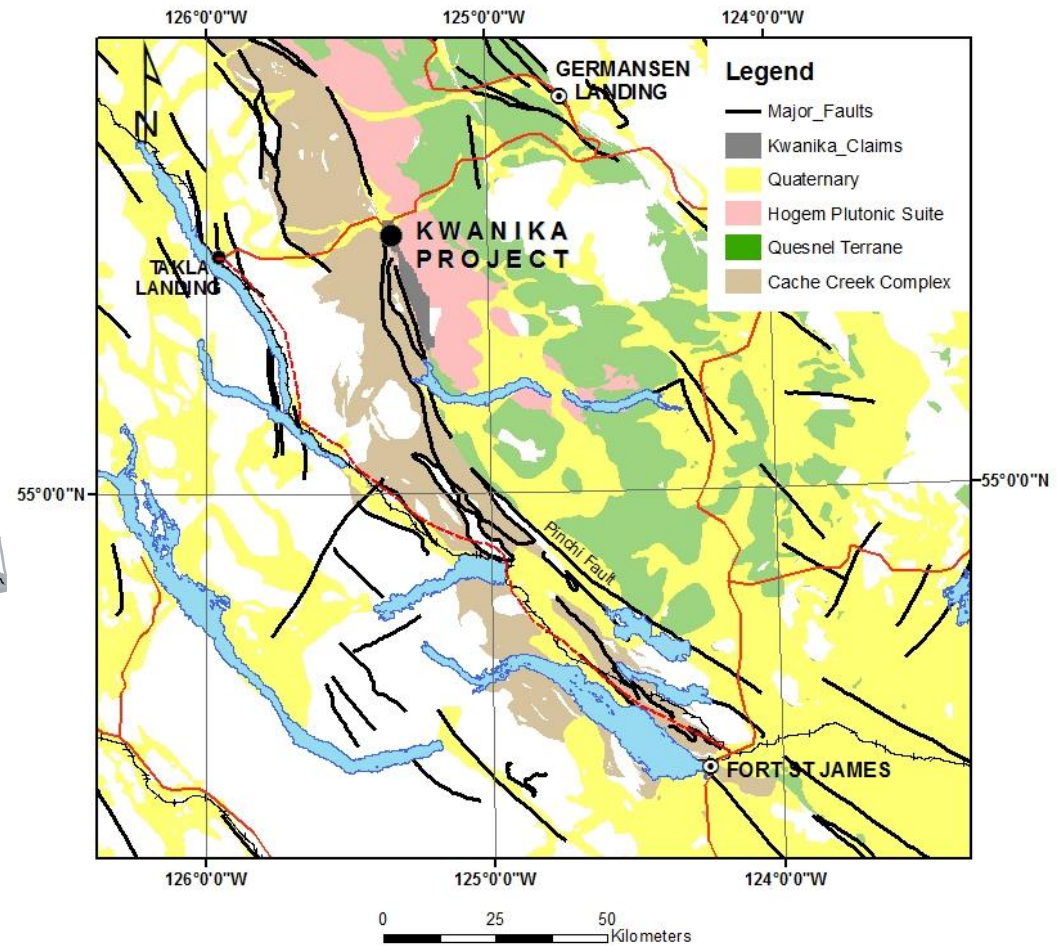 126°0'0"W 125°0'0"W 124°0'0"W
N
GERMANSEN
LANDING
Legend
Major_Faults
Kwanika_Claims
Quaternary
Hogem Plutonic Suite
Quesnel Terrane
Cache Creek Complex
KWANIKA
PROJECT
TAKLA
LANDING
55°0'0"N 55°0'0"N
Pinchi Fault
FORT ST JAMES
126°0'0"W 125°0'0"W 124°0'0"W
0 25 50
Kilometers